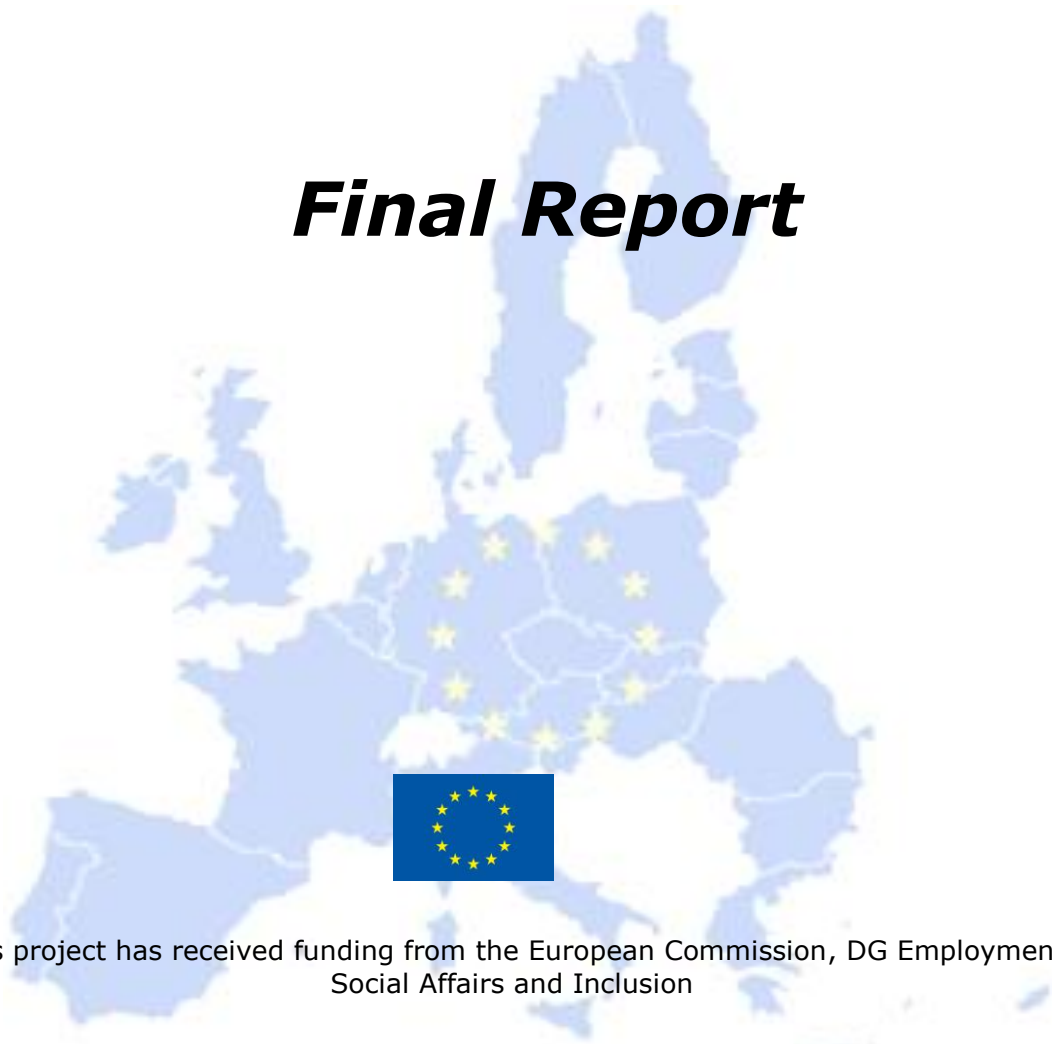 Final Report
s project has received funding from the European Commission, DG Employmen
Social Affairs and Inclusion